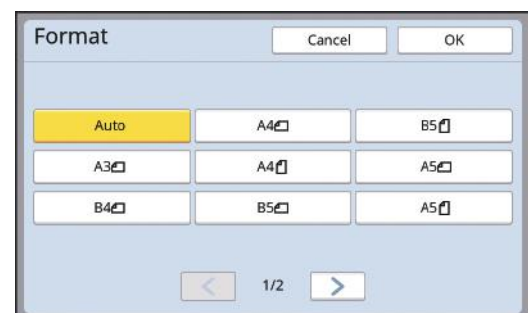 Format Cancel OK
Auto A4 B5
A3 A4 A5
B4 B5 A5
1/2